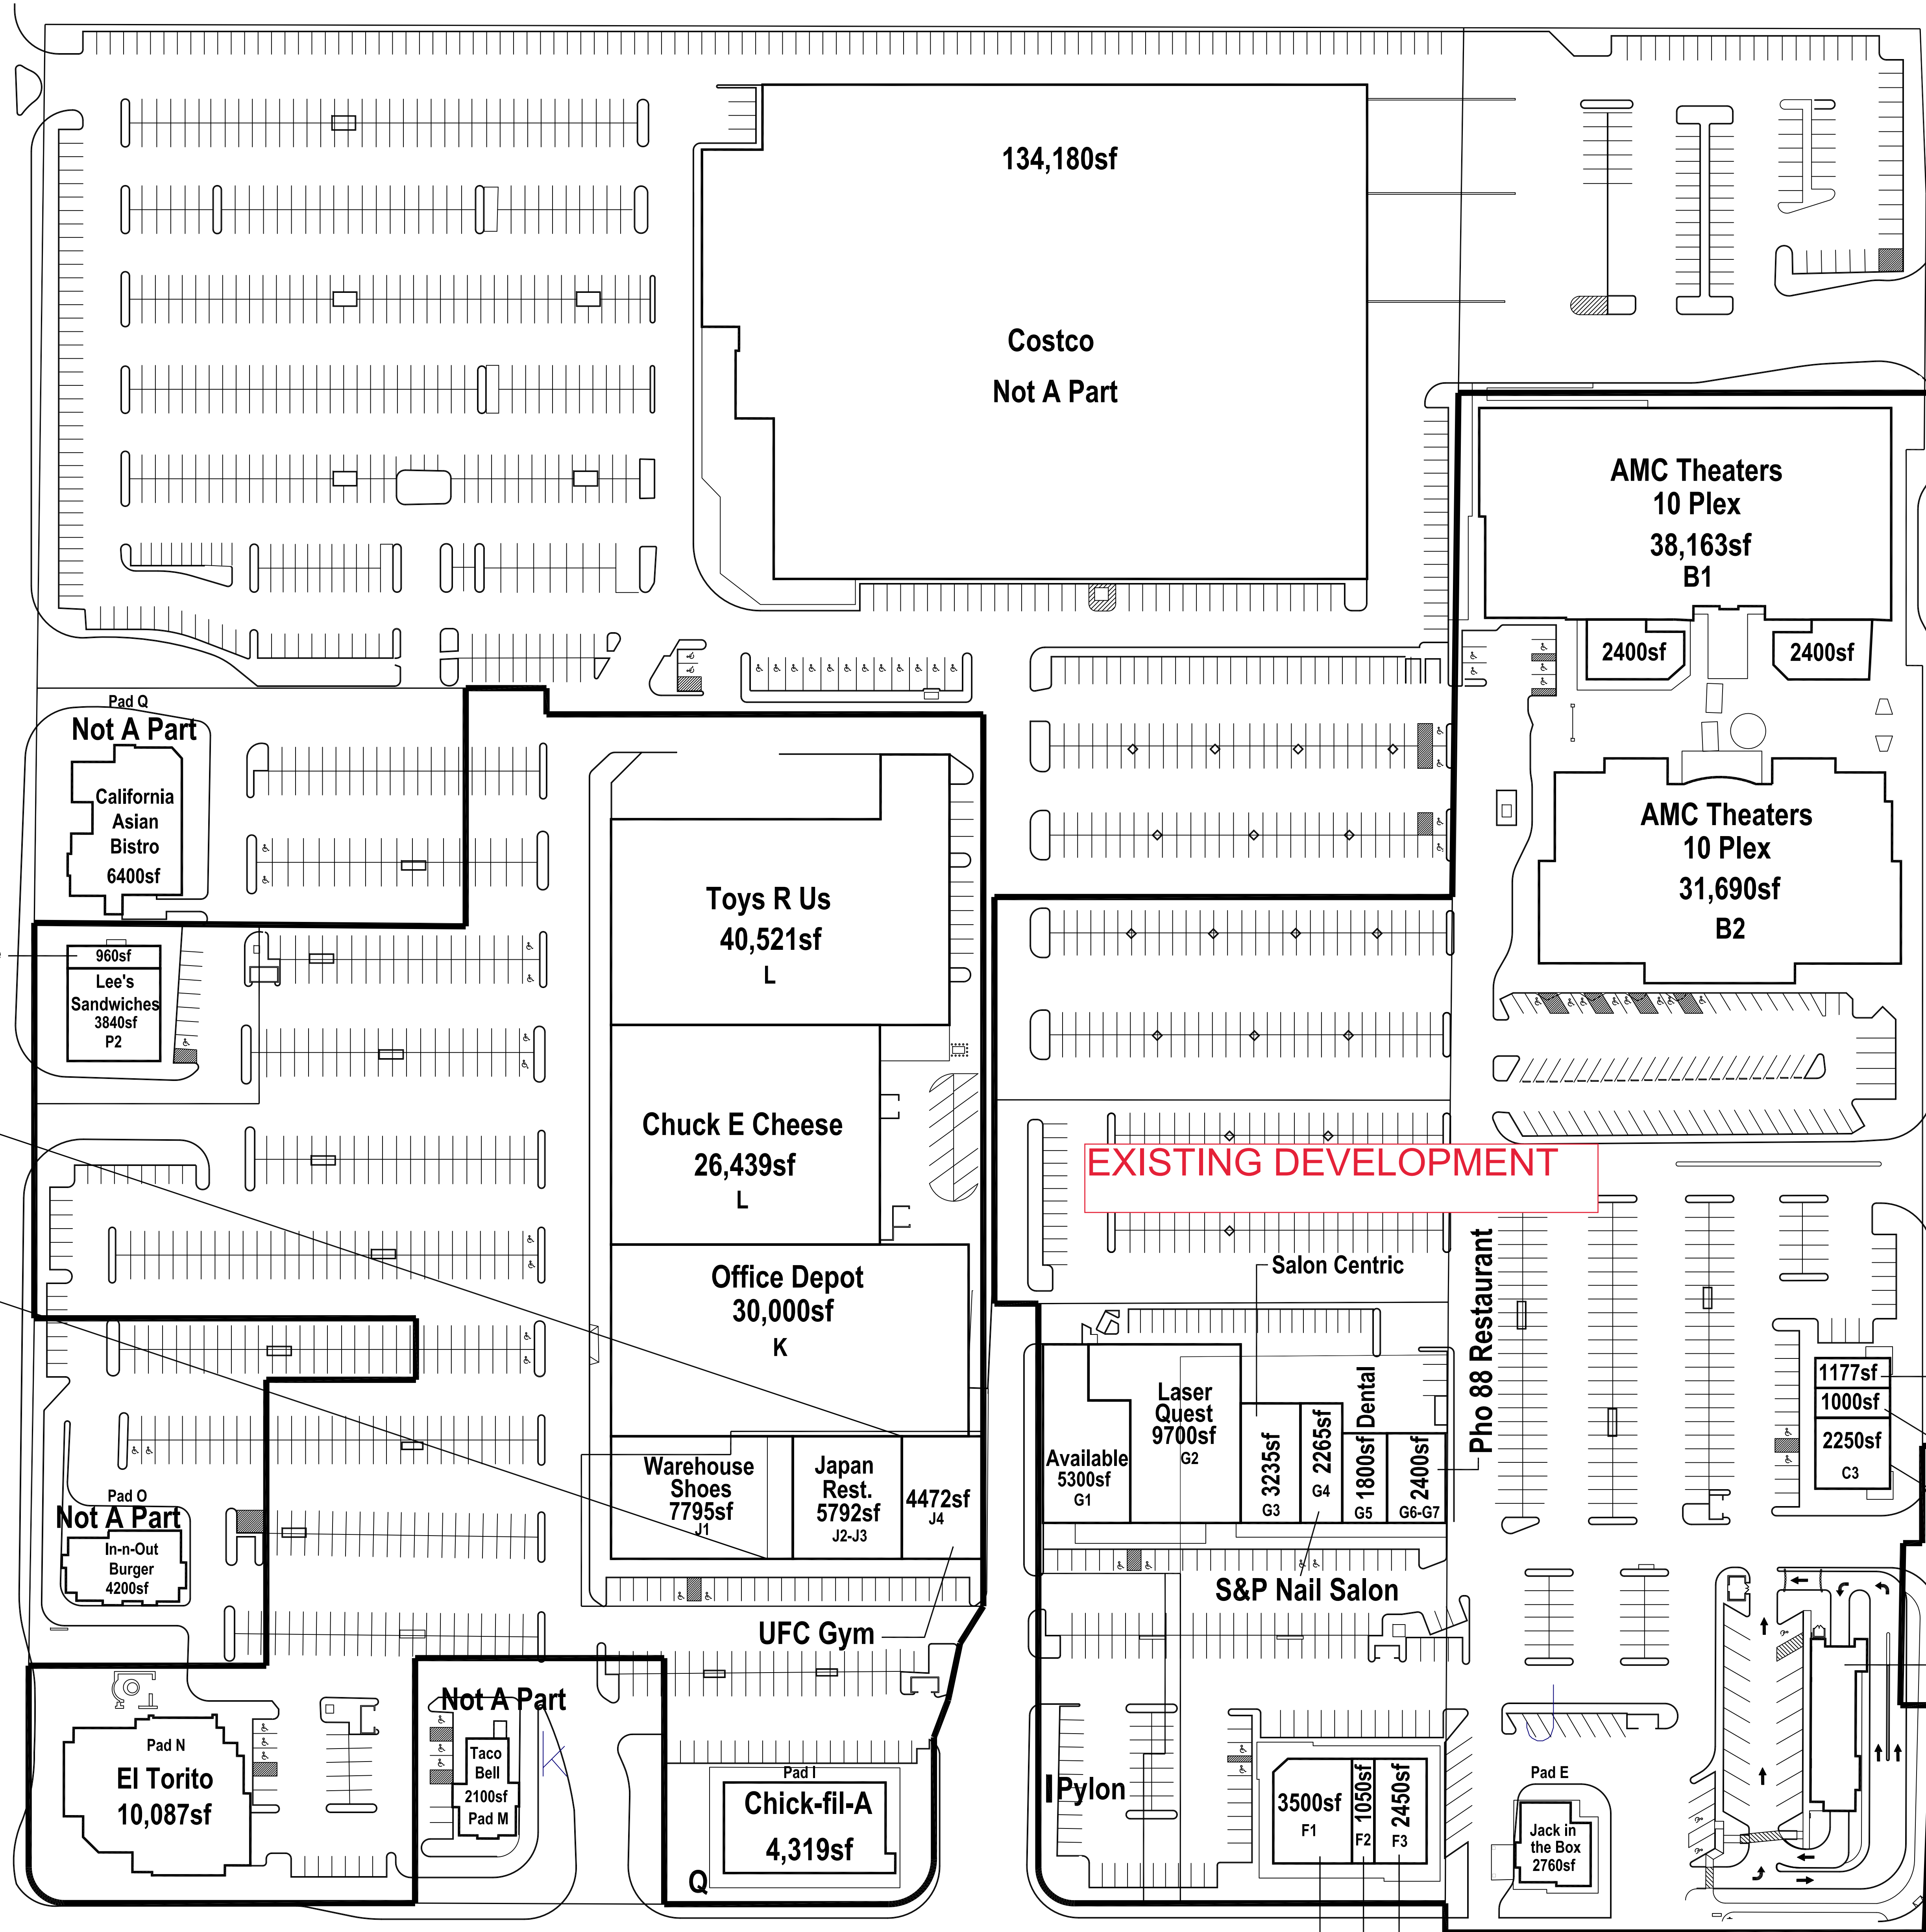 134,180sf
Costco
Not A Part
AMC Theaters
10 Plex
38,163sf
B1
2400sf
2400sf
AMC Theaters
10 Plex
31,690sf
B2
Pad Q
Not A Part
California
Asian
Bistro
6400sf
960sf
Lee's
Sandwiches
3840sf
P2
Toys R Us
40,521sf
L
Chuck E Cheese
26,439sf
L
Office Depot
30,000sf
K
Warehouse
Shoes
7795sf
J1
Japan
Rest.
5792sf
J2-J3
4472sf
J4
UFC Gym
EXISTING DEVELOPMENT
Salon Centric
Pho 88 Restaurant
Available
5300sf
G1
Laser
Quest
9700sf
G2
3235sf
G3
2265sf
G4
1800sf Dental
G5
2400sf
G6-G7
S&P Nail Salon
1177sf
1000sf
2250sf
C3
Pad O
Not A Part
In-n-Out
Burger
4200sf
Pad N
El Torito
10,087sf
Not A Part
Taco
Bell
2100sf
Pad M
Pad I
Chick-fil-A
4,319sf
Q
Pylon
3500sf
F1
1050sf
F2
2450sf
F3
Pad E
Jack in
the Box
2760sf